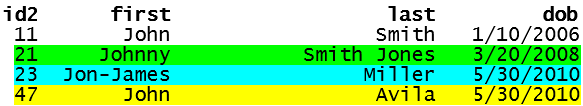 id2 first last dob
11 John Smith 1/10/2006
21 Johnny Smith Jones 3/20/2008
23 Jon-James Miller 5/30/2010
47 John Avila 5/30/2010